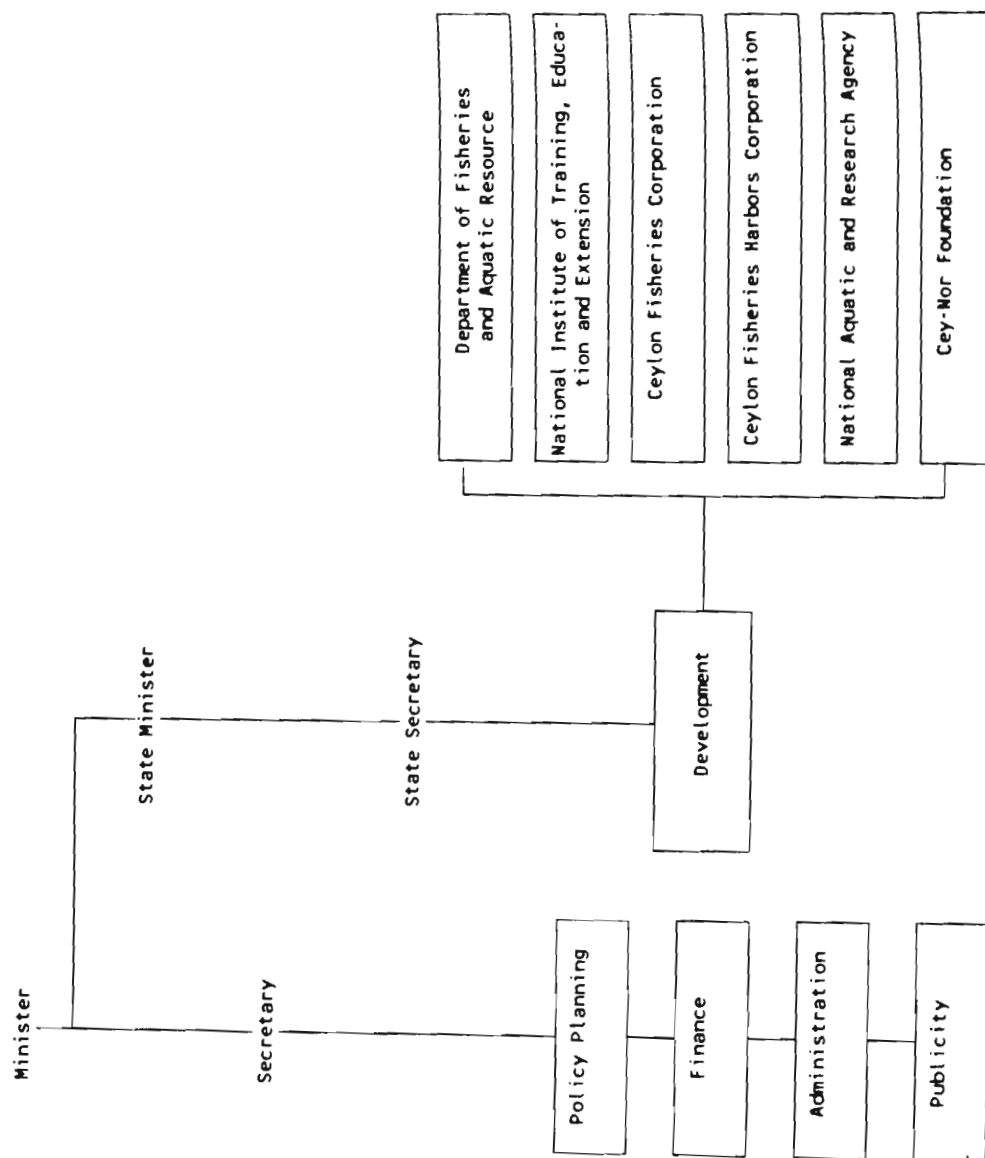 Minister
Secretary
Policy Planning
Finance
Administration
Publicity
State Minister
State Secretary
Development
Department of Fisheries
and Aquatic Resource
National Institute of Training, Educa-
tion and Extension
Ceylon Fisheries Corporation
Ceylon Fisheries Harbors Corporation
National Aquatic and Research Agency
Cey-Nor Foundation